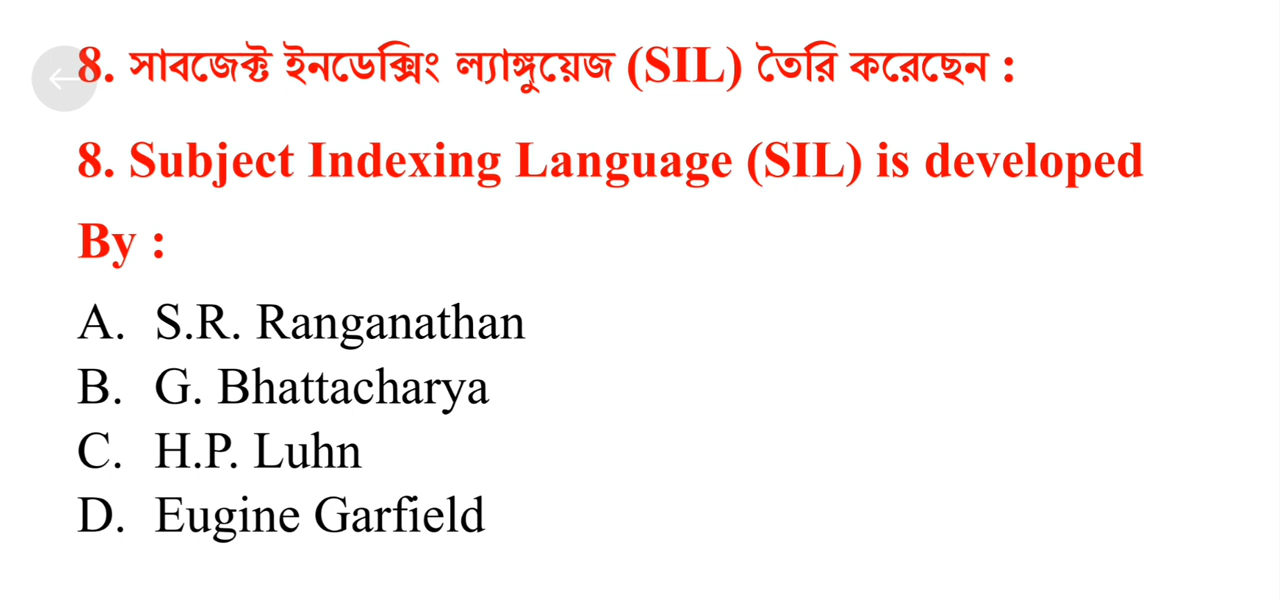 8. সাবজেক্ট ইনডেক্সিং ল্যাঙ্গুয়েজ (SIL) তৈরি করেছেন :
8. Subject Indexing Language (SIL) is developed
By :
A. S.R. Ranganathan
B. G. Bhattacharya
C. H.P. Luhn
D. Eugine Garfield